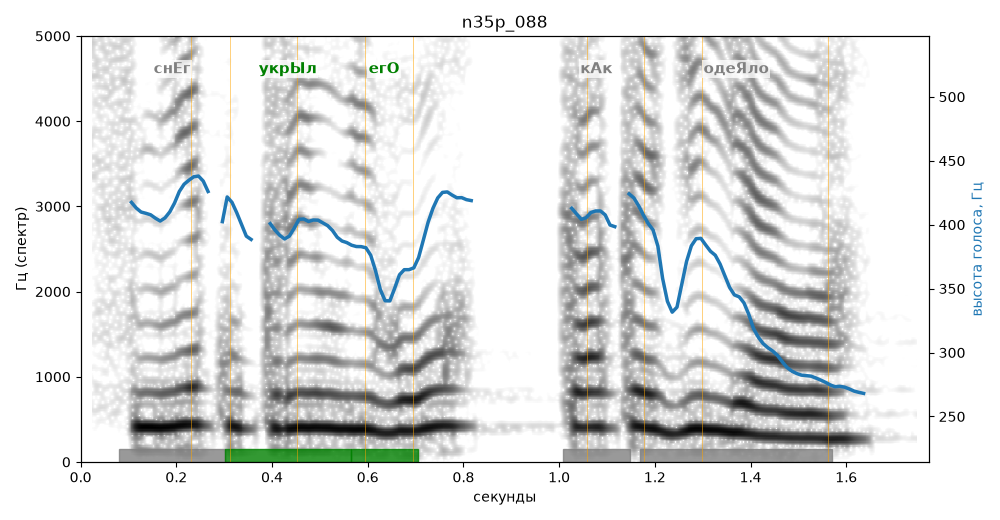 n35p_088
снЕг
укрЫл
егО
кАк
одеЯло
Гц (спектр)
5000
4000
3000
2000
1000
0
500
450
400
350
300
250
высота голоса, Гц
0.0 0.2 0.4 0.6 0.8 1.0 1.2 1.4 1.6
секунды